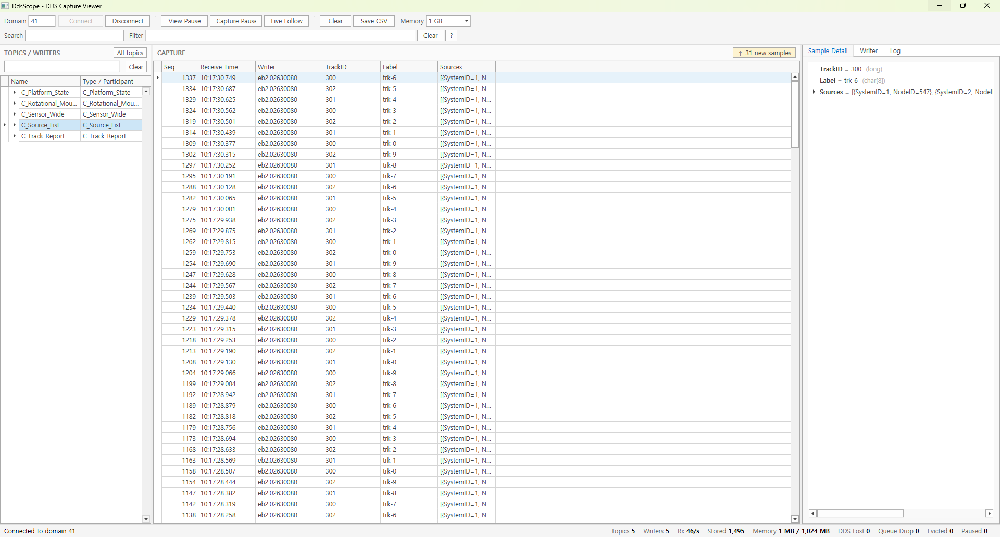 DdsScope - DDS Capture Viewer
Domain 41 Connect Disconnect View Pause Capture Pause Live Follow Clear Save CSV Memory 1 GB
Search Filter Clear ?
TOPICS / WRITERS All topics
Clear
Name Type / Participant
C_Platform_State C_Platform_State
C_Rotational_Mou... C_Rotational_Mou...
C_Sensor_Wide C_Sensor_Wide
C_Source_List C_Source_List
C_Track_Report C_Track_Report
CAPTURE ↑ 31 new samples
Seq Receive Time Writer TrackID Label Sources
1337 10:17:30.749 eb2.02630080 300 trk-6 [{SystemID=1, N...
1334 10:17:30.687 eb2.02630080 302 trk-5 [{SystemID=1, N...
1329 10:17:30.625 eb2.02630080 301 trk-4 [{SystemID=1, N...
1324 10:17:30.562 eb2.02630080 300 trk-3 [{SystemID=1, N...
1319 10:17:30.501 eb2.02630080 302 trk-2 [{SystemID=1, N...
1314 10:17:30.439 eb2.02630080 301 trk-1 [{SystemID=1, N...
1309 10:17:30.377 eb2.02630080 300 trk-0 [{SystemID=1, N...
1302 10:17:30.315 eb2.02630080 302 trk-9 [{SystemID=1, N...
1297 10:17:30.252 eb2.02630080 301 trk-8 [{SystemID=1, N...
1295 10:17:30.191 eb2.02630080 300 trk-7 [{SystemID=1, N...
1288 10:17:30.128 eb2.02630080 302 trk-6 [{SystemID=1, N...
1282 10:17:30.065 eb2.02630080 301 trk-5 [{SystemID=1, N...
1279 10:17:30.001 eb2.02630080 300 trk-4 [{SystemID=1, N...
1275 10:17:29.938 eb2.02630080 302 trk-3 [{SystemID=1, N...
1269 10:17:29.875 eb2.02630080 301 trk-2 [{SystemID=1, N...
1262 10:17:29.815 eb2.02630080 300 trk-1 [{SystemID=1, N...
1259 10:17:29.753 eb2.02630080 302 trk-0 [{SystemID=1, N...
1254 10:17:29.690 eb2.02630080 301 trk-9 [{SystemID=1, N...
1247 10:17:29.628 eb2.02630080 300 trk-8 [{SystemID=1, N...
1244 10:17:29.567 eb2.02630080 302 trk-7 [{SystemID=1, N...
1239 10:17:29.503 eb2.02630080 301 trk-6 [{SystemID=1, N...
1234 10:17:29.440 eb2.02630080 300 trk-5 [{SystemID=1, N...
1229 10:17:29.378 eb2.02630080 302 trk-4 [{SystemID=1, N...
1223 10:17:29.315 eb2.02630080 301 trk-3 [{SystemID=1, N...
1218 10:17:29.253 eb2.02630080 300 trk-2 [{SystemID=1, N...
1213 10:17:29.190 eb2.02630080 302 trk-1 [{SystemID=1, N...
1208 10:17:29.130 eb2.02630080 301 trk-0 [{SystemID=1, N...
1204 10:17:29.066 eb2.02630080 300 trk-9 [{SystemID=1, N...
1199 10:17:29.004 eb2.02630080 302 trk-8 [{SystemID=1, N...
1192 10:17:28.942 eb2.02630080 301 trk-7 [{SystemID=1, N...
1189 10:17:28.879 eb2.02630080 300 trk-6 [{SystemID=1, N...
1182 10:17:28.818 eb2.02630080 302 trk-5 [{SystemID=1, N...
1179 10:17:28.756 eb2.02630080 301 trk-4 [{SystemID=1, N...
1173 10:17:28.694 eb2.02630080 300 trk-3 [{SystemID=1, N...
1168 10:17:28.633 eb2.02630080 302 trk-2 [{SystemID=1, N...
1163 10:17:28.569 eb2.02630080 301 trk-1 [{SystemID=1, N...
1158 10:17:28.507 eb2.02630080 300 trk-0 [{SystemID=1, N...
1154 10:17:28.444 eb2.02630080 302 trk-9 [{SystemID=1, N...
1147 10:17:28.382 eb2.02630080 301 trk-8 [{SystemID=1, N...
1142 10:17:28.319 eb2.02630080 300 trk-7 [{SystemID=1, N...
1138 10:17:28.258 eb2.02630080 302 trk-6 [{SystemID=1, N...
Sample Detail Writer Log
TrackID = 300 (long)
Label = trk-6 (char[8])
Sources = [{SystemID=1, NodeID=547}, {SystemID=2, NodeI
Connected to domain 41. Topics 5 Writers 5 Rx 46/s Stored 1,495 Memory 1 MB / 1,024 MB DDS Lost 0 Queue Drop 0 Evicted 0 Paused 0